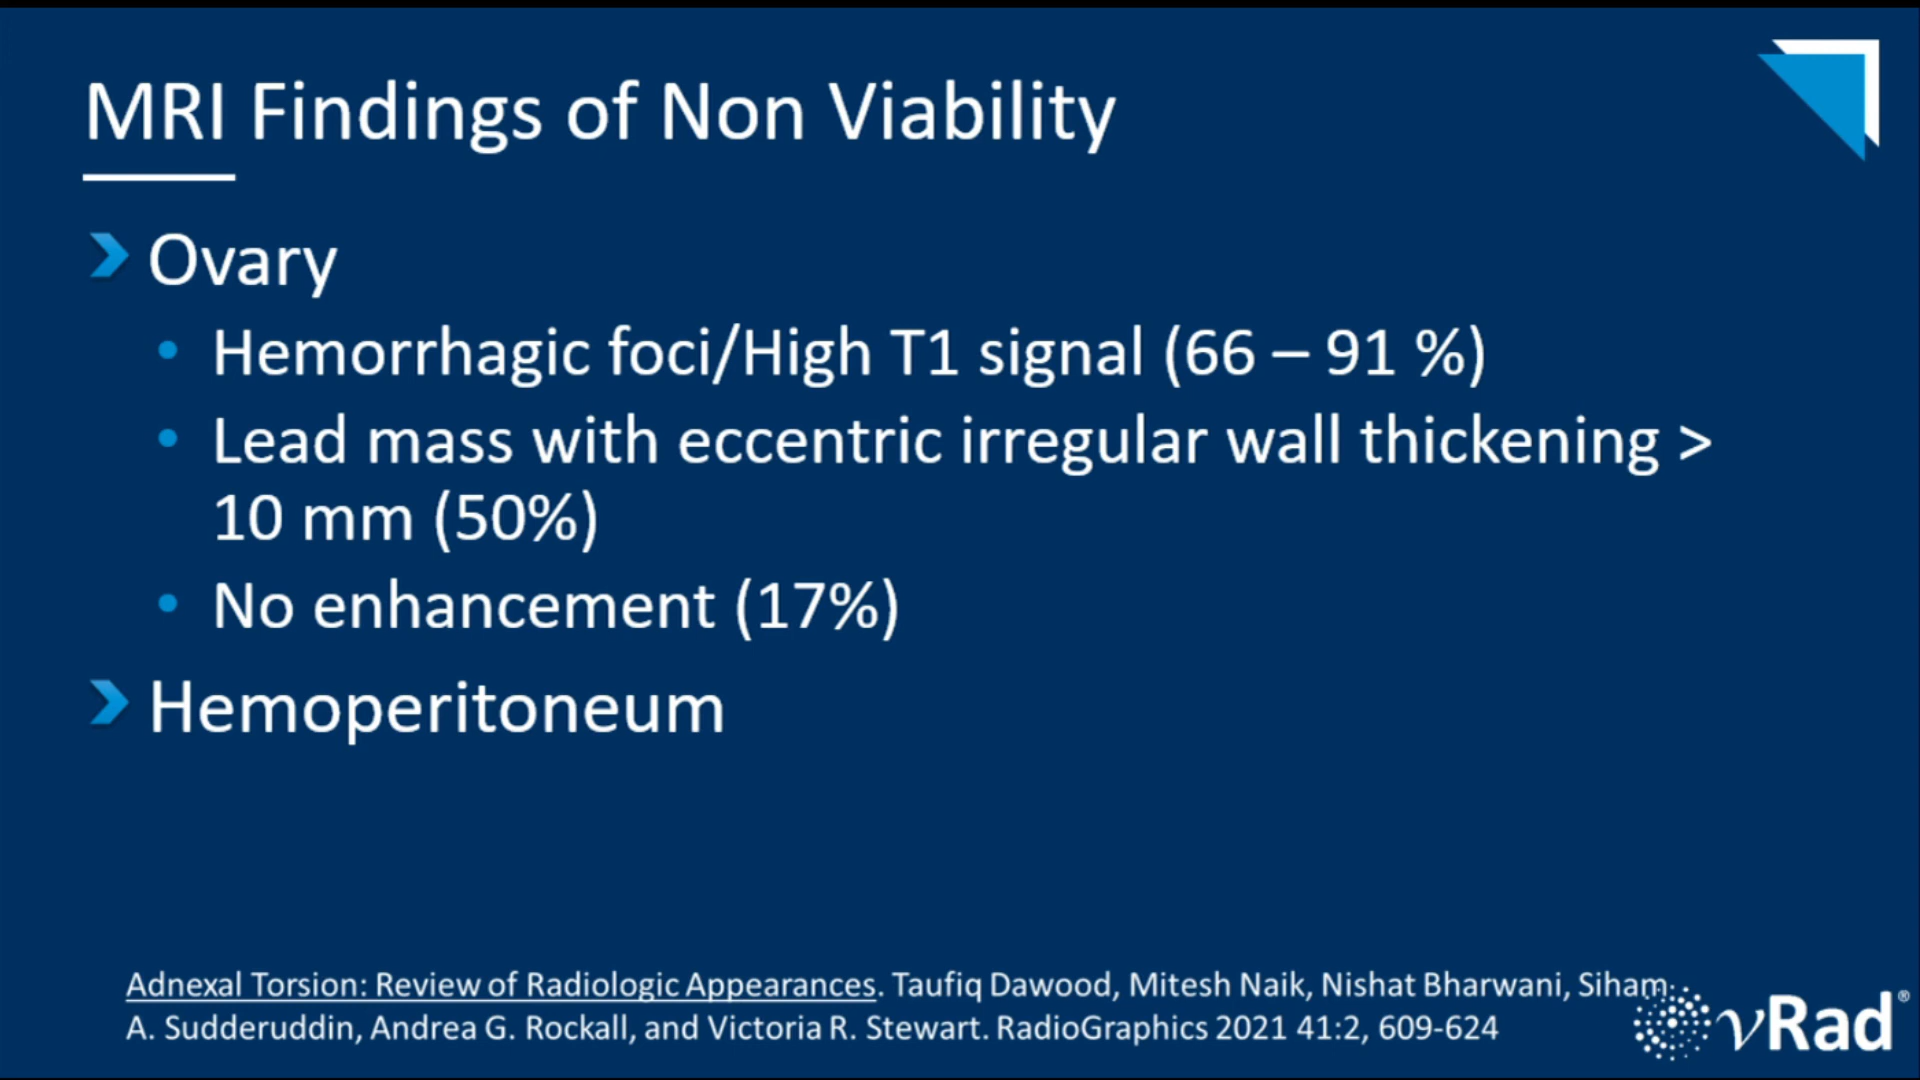 MRI Findings of Non Viability
Ovary
• Hemorrhagic foci/High T1 signal (66 – 91 %)
• Lead mass with eccentric irregular wall thickening >
10 mm (50%)
• No enhancement (17%)
Hemoperitoneum
Adnexal Torsion: Review of Radiologic Appearances. Taufiq Dawood, Mitesh Naik, Nishat Bharwani, Siham
A. Sudderuddin, Andrea G. Rockall, and Victoria R. Stewart. RadioGraphics 2021 41:2, 609-624
vRad®